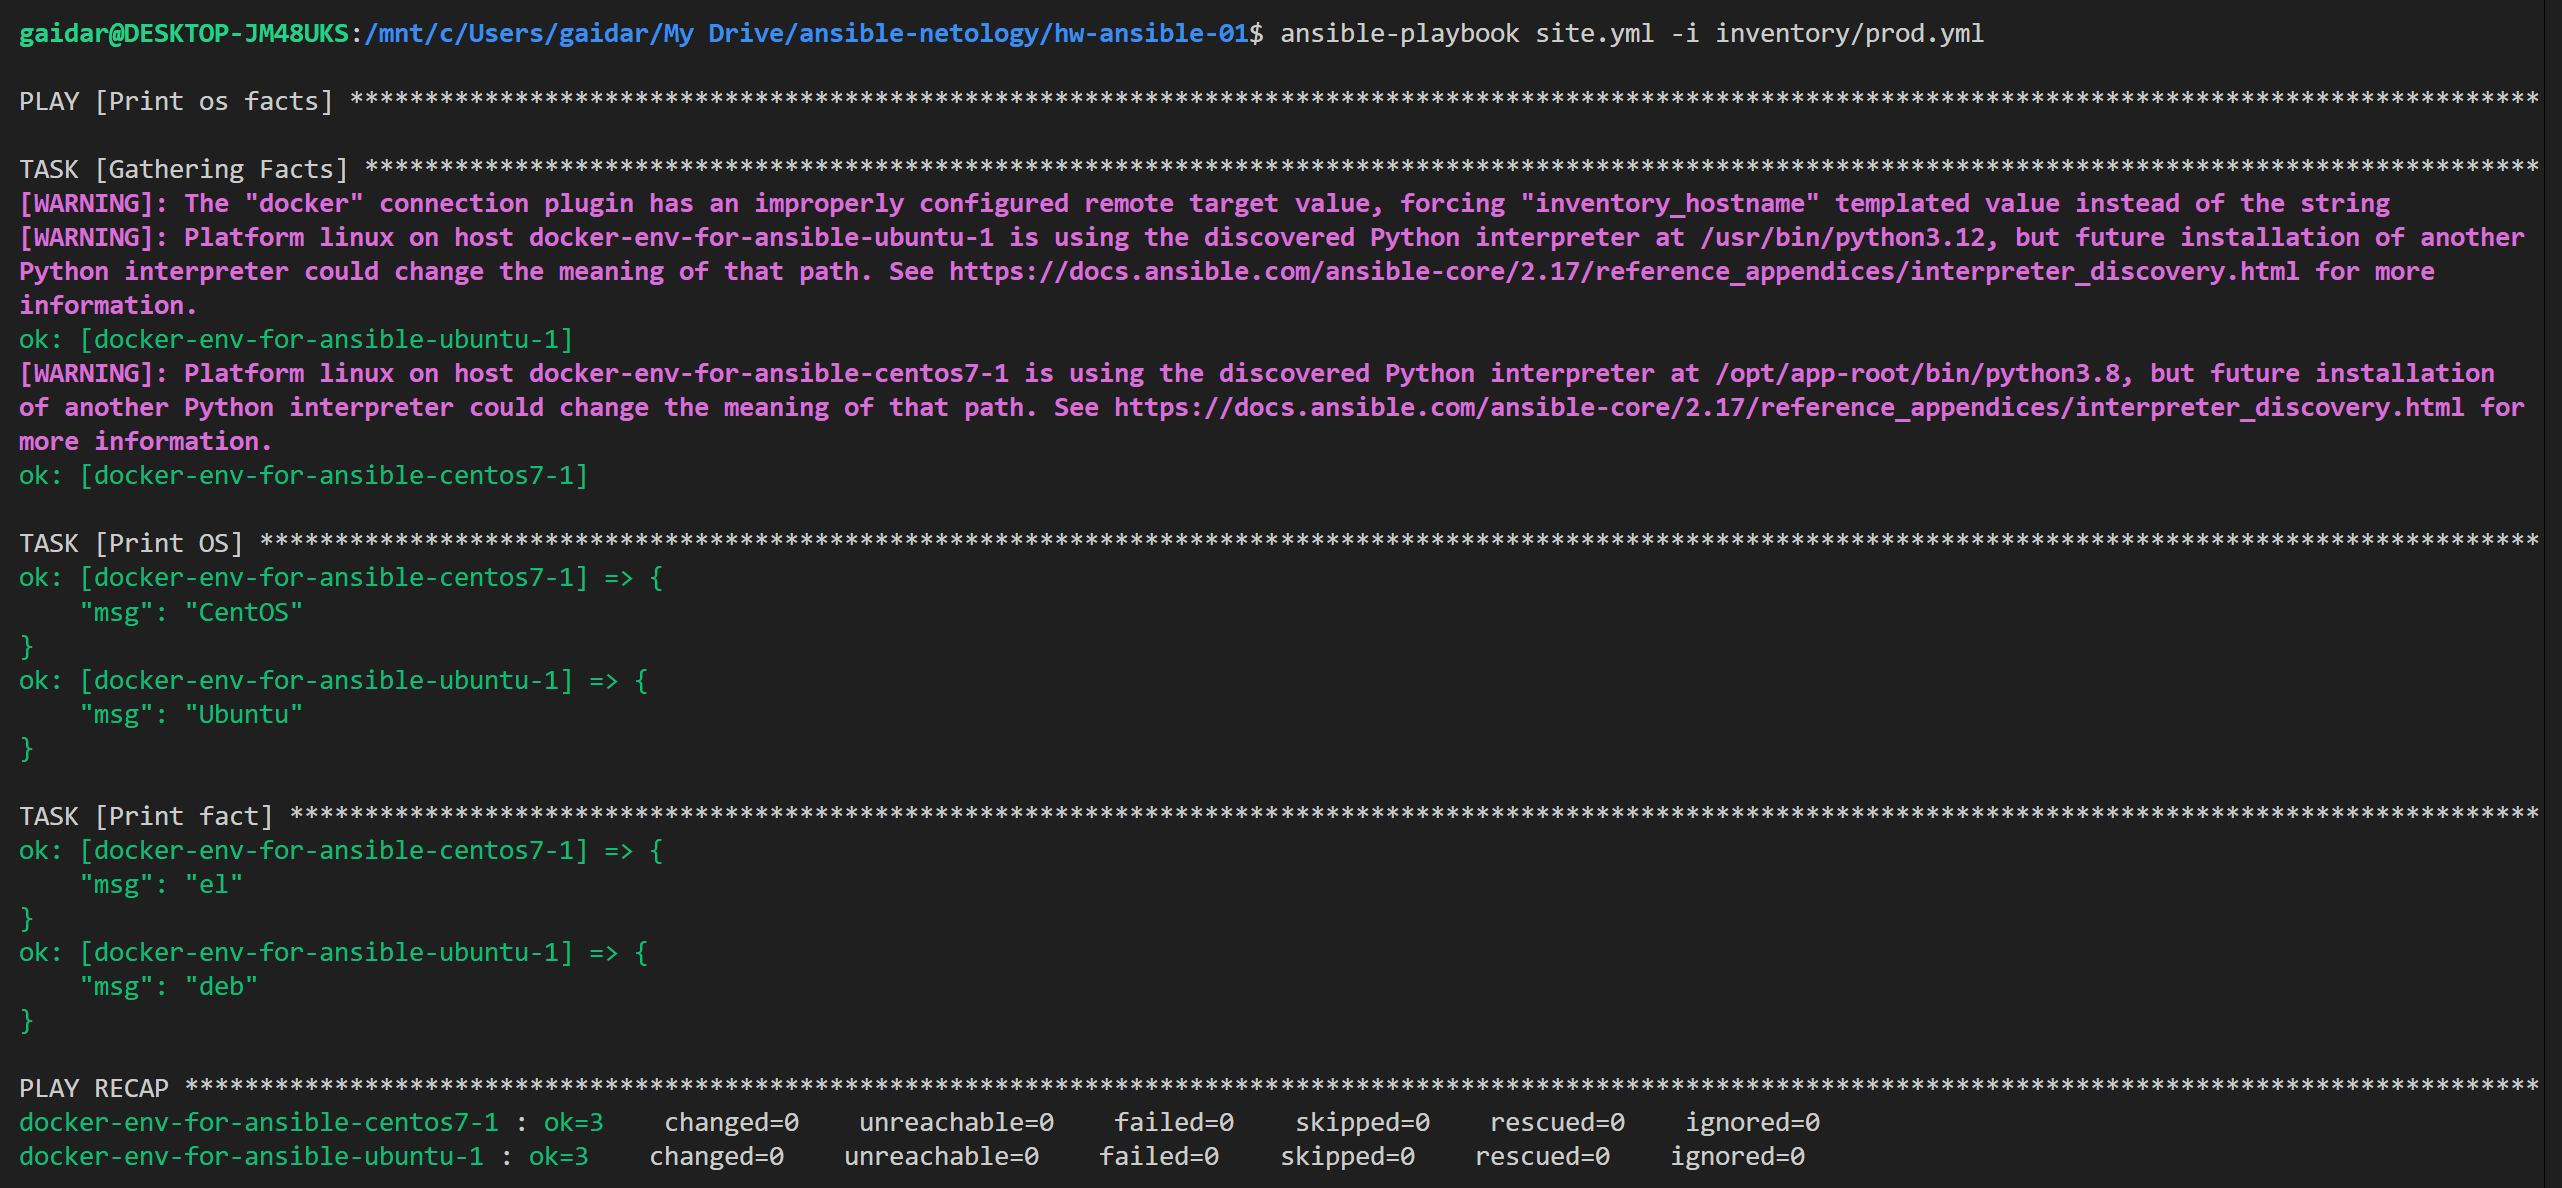 gaidar@DESKTOP-JM48UKS:/mnt/c/Users/gaidar/My Drive/ansible-netology/hw-ansible-01$ ansible-playbook site.yml -i inventory/prod.yml
PLAY [Print os facts] **************************************************************************************************************************************************
TASK [Gathering Facts] *************************************************************************************************************************************************
[WARNING]: The "docker" connection plugin has an improperly configured remote target value, forcing "inventory_hostname" templated value instead of the string
[WARNING]: Platform linux on host docker-env-for-ansible-ubuntu-1 is using the discovered Python interpreter at /usr/bin/python3.12, but future installation of another
Python interpreter could change the meaning of that path. See https://docs.ansible.com/ansible-core/2.17/reference_appendices/interpreter_discovery.html for more
information.
ok: [docker-env-for-ansible-ubuntu-1]
[WARNING]: Platform linux on host docker-env-for-ansible-centos7-1 is using the discovered Python interpreter at /opt/app-root/bin/python3.8, but future installation
of another Python interpreter could change the meaning of that path. See https://docs.ansible.com/ansible-core/2.17/reference_appendices/interpreter_discovery.html for
more information.
ok: [docker-env-for-ansible-centos7-1]
TASK [Print OS] ********************************************************************************************************************************************************
ok: [docker-env-for-ansible-centos7-1] => {
    "msg": "CentOS"
}
ok: [docker-env-for-ansible-ubuntu-1] => {
    "msg": "Ubuntu"
}
TASK [Print fact] ******************************************************************************************************************************************************
ok: [docker-env-for-ansible-centos7-1] => {
    "msg": "el"
}
ok: [docker-env-for-ansible-ubuntu-1] => {
    "msg": "deb"
}
PLAY RECAP *************************************************************************************************************************************************************
docker-env-for-ansible-centos7-1 : ok=3    changed=0    unreachable=0    failed=0    skipped=0    rescued=0    ignored=0
docker-env-for-ansible-ubuntu-1 : ok=3    changed=0    unreachable=0    failed=0    skipped=0    rescued=0    ignored=0